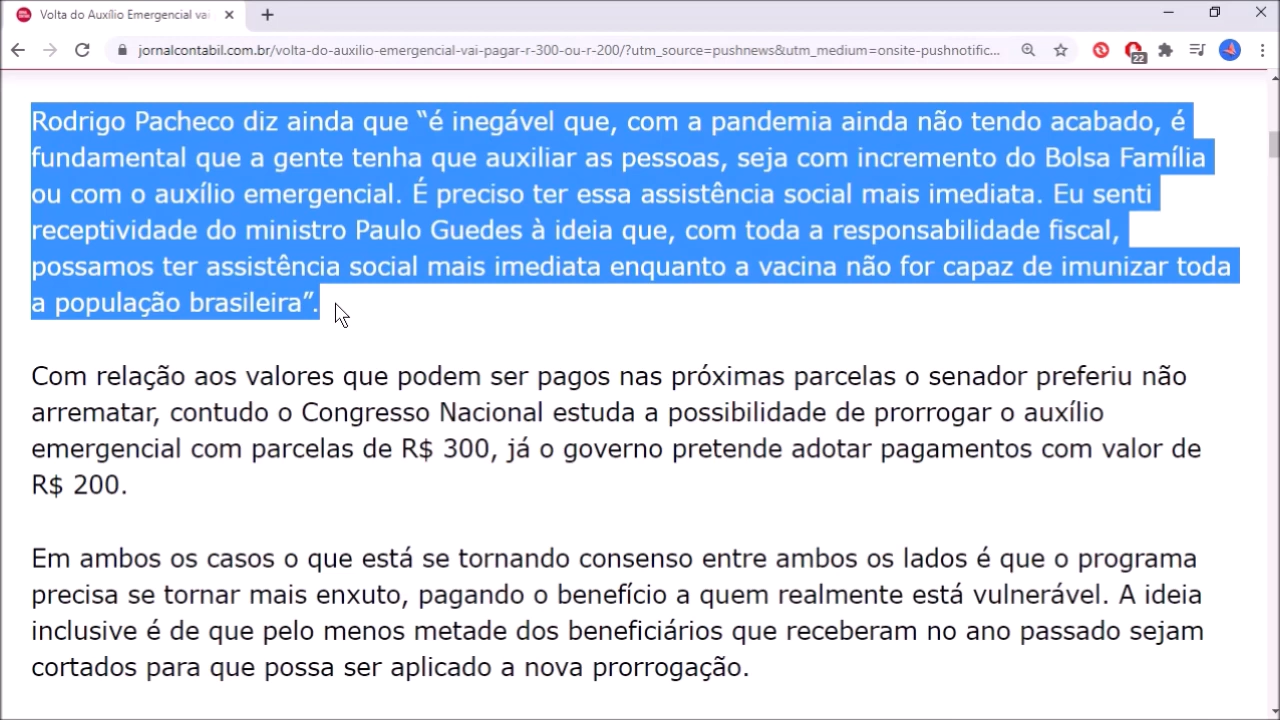 Volta do Auxílio Emergencial vai
jornalcontabil.com.br/volta-do-auxilio-emergencial-vai-pagar-r-300-ou-r-200/?utm_source=pushnews&utm_medium=onsite-pushnotific...
22
Rodrigo Pacheco diz ainda que “é inegável que, com a pandemia ainda não tendo acabado, é
fundamental que a gente tenha que auxiliar as pessoas, seja com incremento do Bolsa Família
ou com o auxílio emergencial. É preciso ter essa assistência social mais imediata. Eu senti
receptividade do ministro Paulo Guedes à ideia que, com toda a responsabilidade fiscal,
possamos ter assistência social mais imediata enquanto a vacina não for capaz de imunizar toda
a população brasileira”.
Com relação aos valores que podem ser pagos nas próximas parcelas o senador preferiu não
arrematar, contudo o Congresso Nacional estuda a possibilidade de prorrogar o auxílio
emergencial com parcelas de R$ 300, já o governo pretende adotar pagamentos com valor de
R$ 200.
Em ambos os casos o que está se tornando consenso entre ambos os lados é que o programa
precisa se tornar mais enxuto, pagando o benefício a quem realmente está vulnerável. A ideia
inclusive é de que pelo menos metade dos beneficiários que receberam no ano passado sejam
cortados para que possa ser aplicado a nova prorrogação.